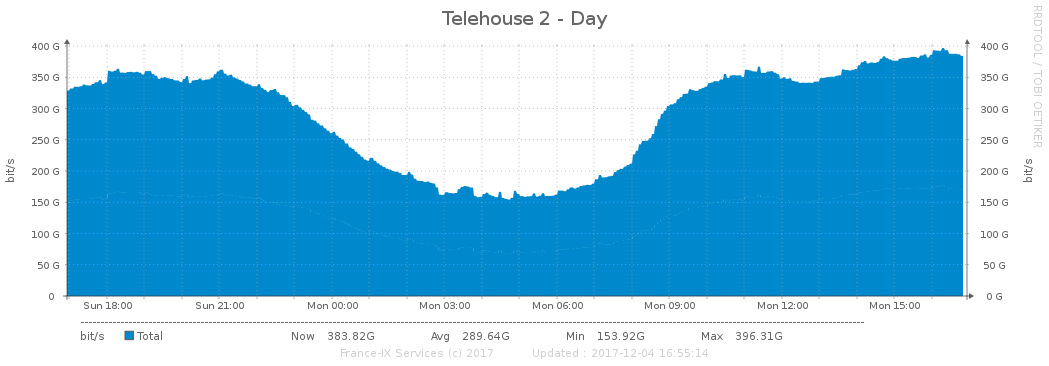 Telehouse 2 - Day
RRDTOOL / TOBI OETIKER
bit/s
400 G
350 G
300 G
250 G
200 G
150 G
100 G
50 G
0
400 G
350 G
300 G
250 G
200 G
150 G
100 G
50 G
0 G
bit/s
Sun 18:00 Sun 21:00 Mon 00:00 Mon 03:00 Mon 06:00 Mon 09:00 Mon 12:00 Mon 15:00
bit/s Total Now 383.82G Avg 289.64G Min 153.92G Max 396.31G
France-IX Services (c) 2017 Updated : 2017-12-04 16:55:14